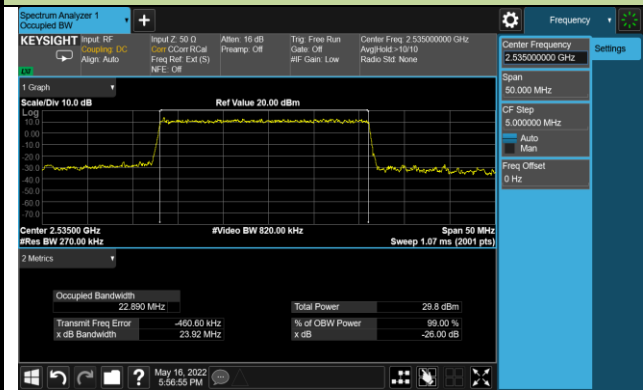 Spectrum Analyzer 1
Occupied BW
+
Frequency
KEYSIGHT
Input: RF
Coupling: DC
Align: Auto
Input Z: 50 Ω
Corr CCorr RCal
Freq Ref: Ext (S)
NFE: Off
Atten: 16 dB
Preamp: Off
Trig: Free Run
Gate: Off
#IF Gain: Low
Center Freq: 2.535000000 GHz
Avg|Hold:>10/10
Radio Std: None
LXI
Center Frequency
2.535000000 GHz
Settings
Span
50.000 MHz
CF Step
5.000000 MHz
Auto
Man
Freq Offset
0 Hz
1 Graph
Scale/Div 10.0 dB
Ref Value 20.00 dBm
Log
10.0
0.00
-10.0
-20.0
-30.0
-40.0
-50.0
-60.0
-70.0
Center 2.53500 GHz
#Video BW 820.00 kHz
Span 50 MHz
#Res BW 270.00 kHz
Sweep 1.07 ms (2001 pts)
2 Metrics
Occupied Bandwidth
22.890 MHz
Total Power
29.8 dBm
Transmit Freq Error
-460.60 kHz
% of OBW Power
99.00 %
x dB Bandwidth
23.92 MHz
x dB
-26.00 dB
?
May 16, 2022
5:56:55 PM